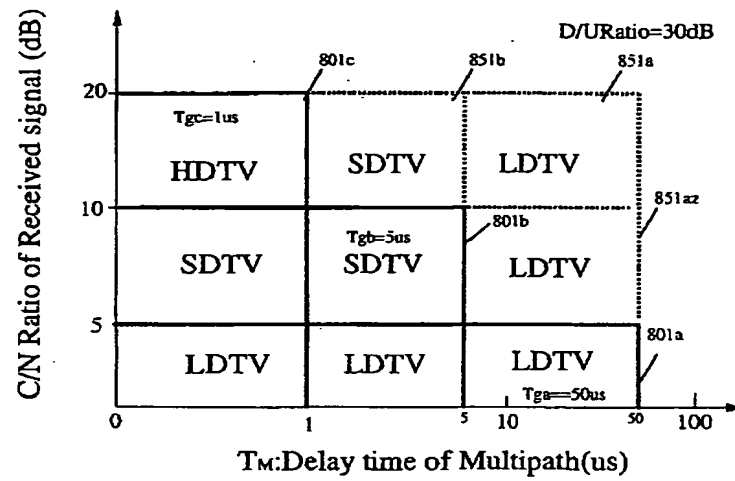 D/URatio=30dB
801c
851b
851a
20
Tgc=1us
HDTV
SDTV
LDTV
851az
10
801b
Tgb=5us
SDTV
SDTV
LDTV
5
801a
LDTV
LDTV
LDTV
Tga==50us
0
1
5
10
50
100
C/N Ratio of Received signal (dB)
TM:Delay time of Multipath(us)